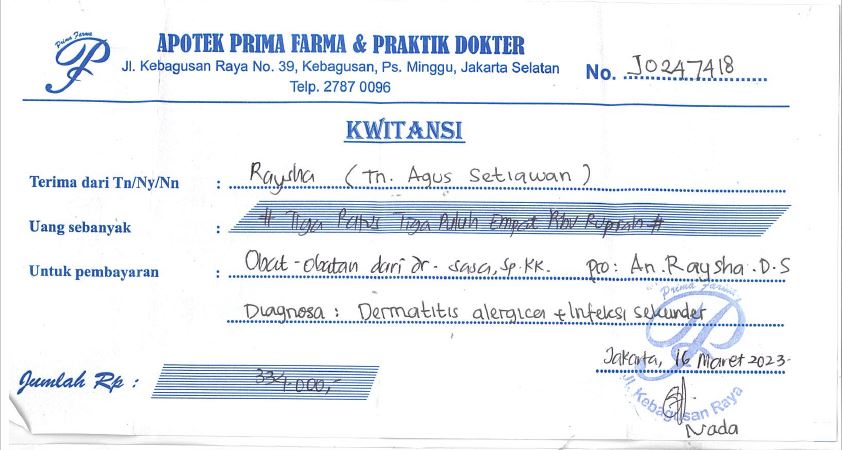 Prima Farma
APOTEK PRIMA FARMA & PRAKTIK DOKTER
Jl. Kebagusan Raya No. 39, Kebagusan, Ps. Minggu, Jakarta Selatan
Telp. 2787 0096
No. J0247418
KWITANSI
Terima dari Tn/Ny/Nn : Raysha (Tn. Agus Setiawan)
Uang sebanyak : # Tiga Ratus Tiga Puluh Empat Ribu Rupiah #
Untuk pembayaran : Obat-obatan dari dr. sasa, Sp.KK. pro: An. Raysha .D.S
Diagnosa : Dermatitis alergica + Infeksi sekunder
Prima Farma
Jakarta, 16 Maret 2023
Jumlah Rp : 334.000,-
Jl. Kebagusan Raya
Nada